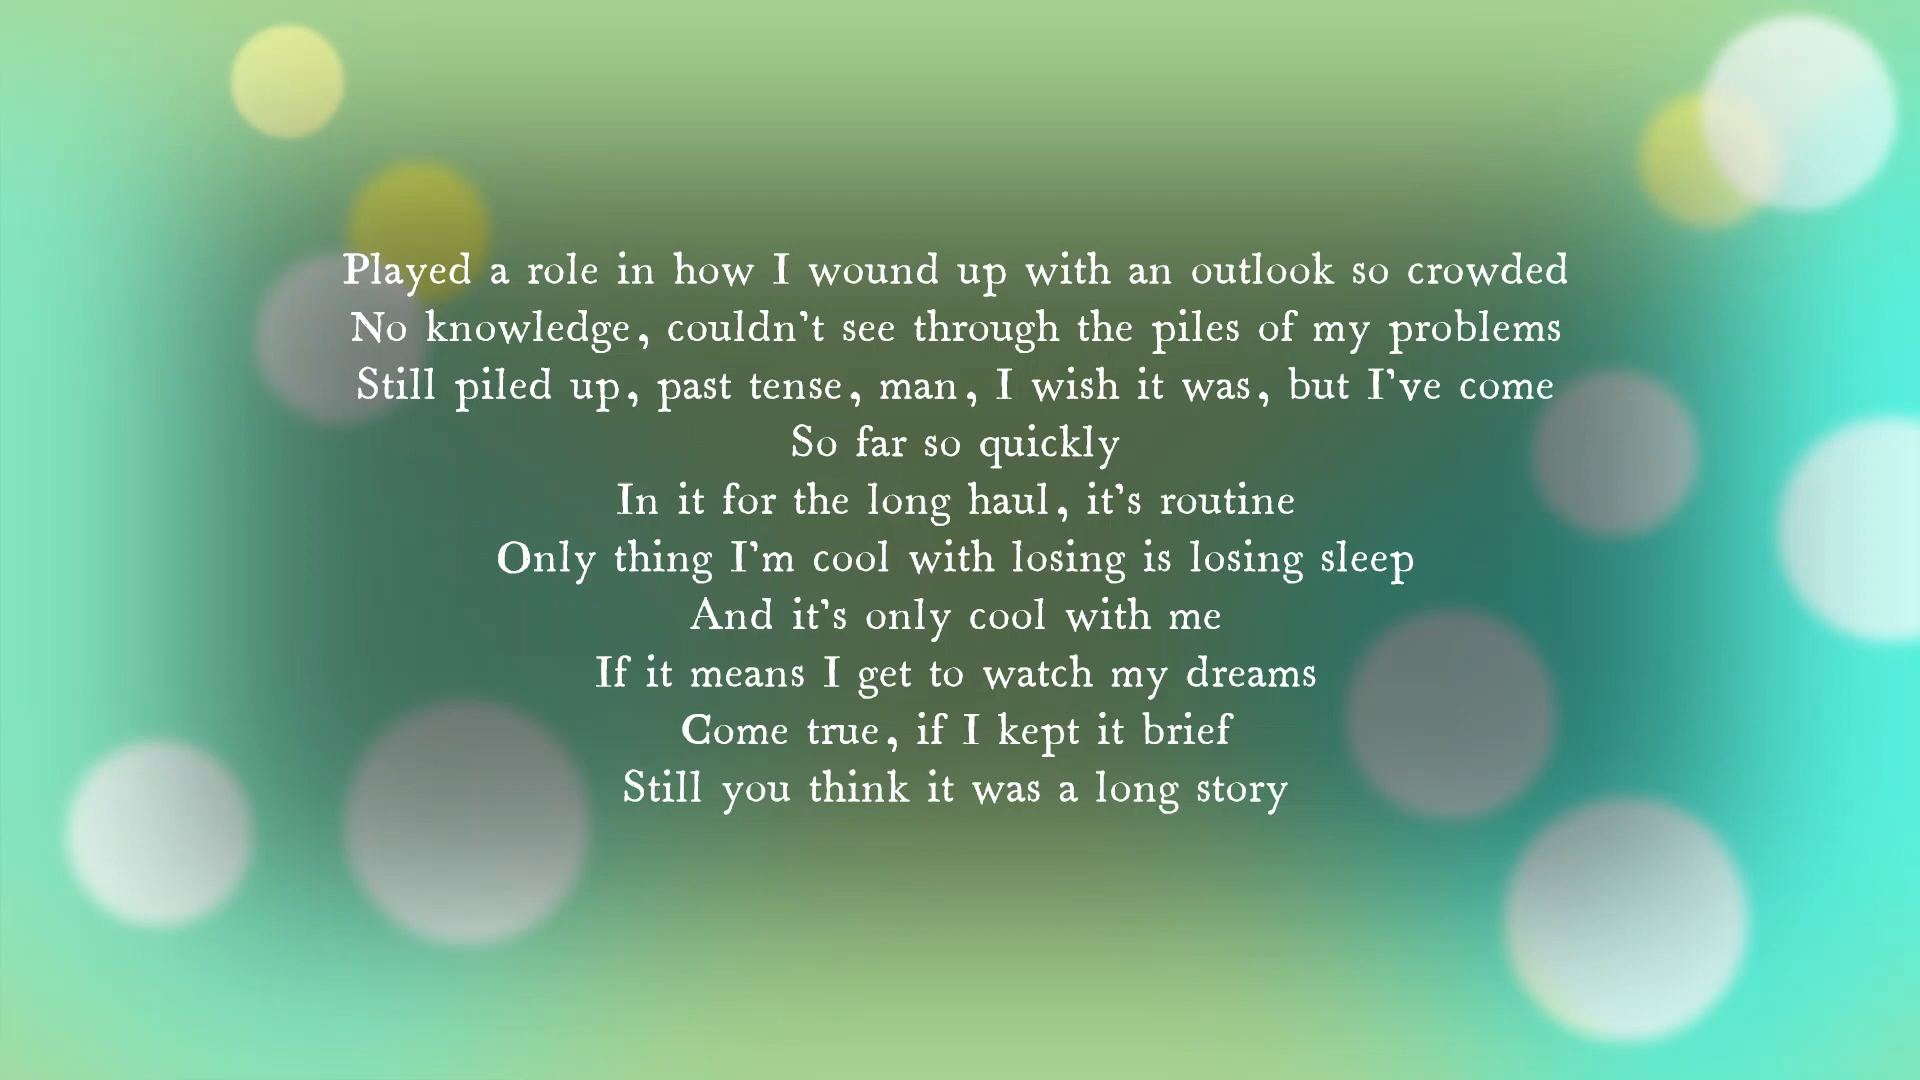 Played a role in how I wound up with an outlook so crowded
No knowledge, couldn't see through the piles of my problems
Still piled up, past tense, man, I wish it was, but I've come
So far so quickly
In it for the long haul, it's routine
Only thing I'm cool with losing is losing sleep
And it's only cool with me
If it means I get to watch my dreams
Come true, if I kept it brief
Still you think it was a long story